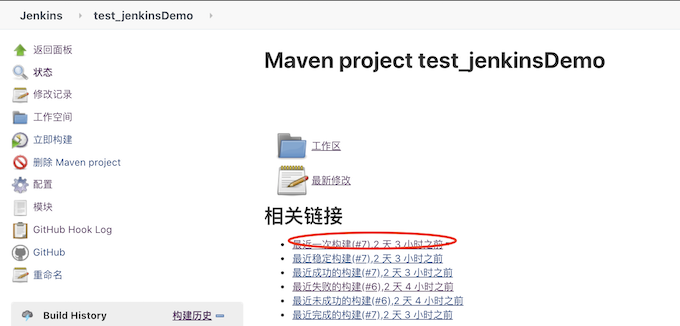 Jenkins test_jenkinsDemo
返回面板
状态
修改记录
工作空间
立即构建
删除 Maven project
配置
模块
GitHub Hook Log
GitHub
重命名
Build History 构建历史
Maven project test_jenkinsDemo
工作区
最新修改
相关链接
最近一次构建(#7),2 天 3 小时之前
最近稳定构建(#7),2 天 3 小时之前
最近成功的构建(#7),2 天 3 小时之前
最近失败的构建(#6),2 天 4 小时之前
最近未成功的构建(#6),2 天 4 小时之前
最近完成的构建(#7),2 天 3 小时之前